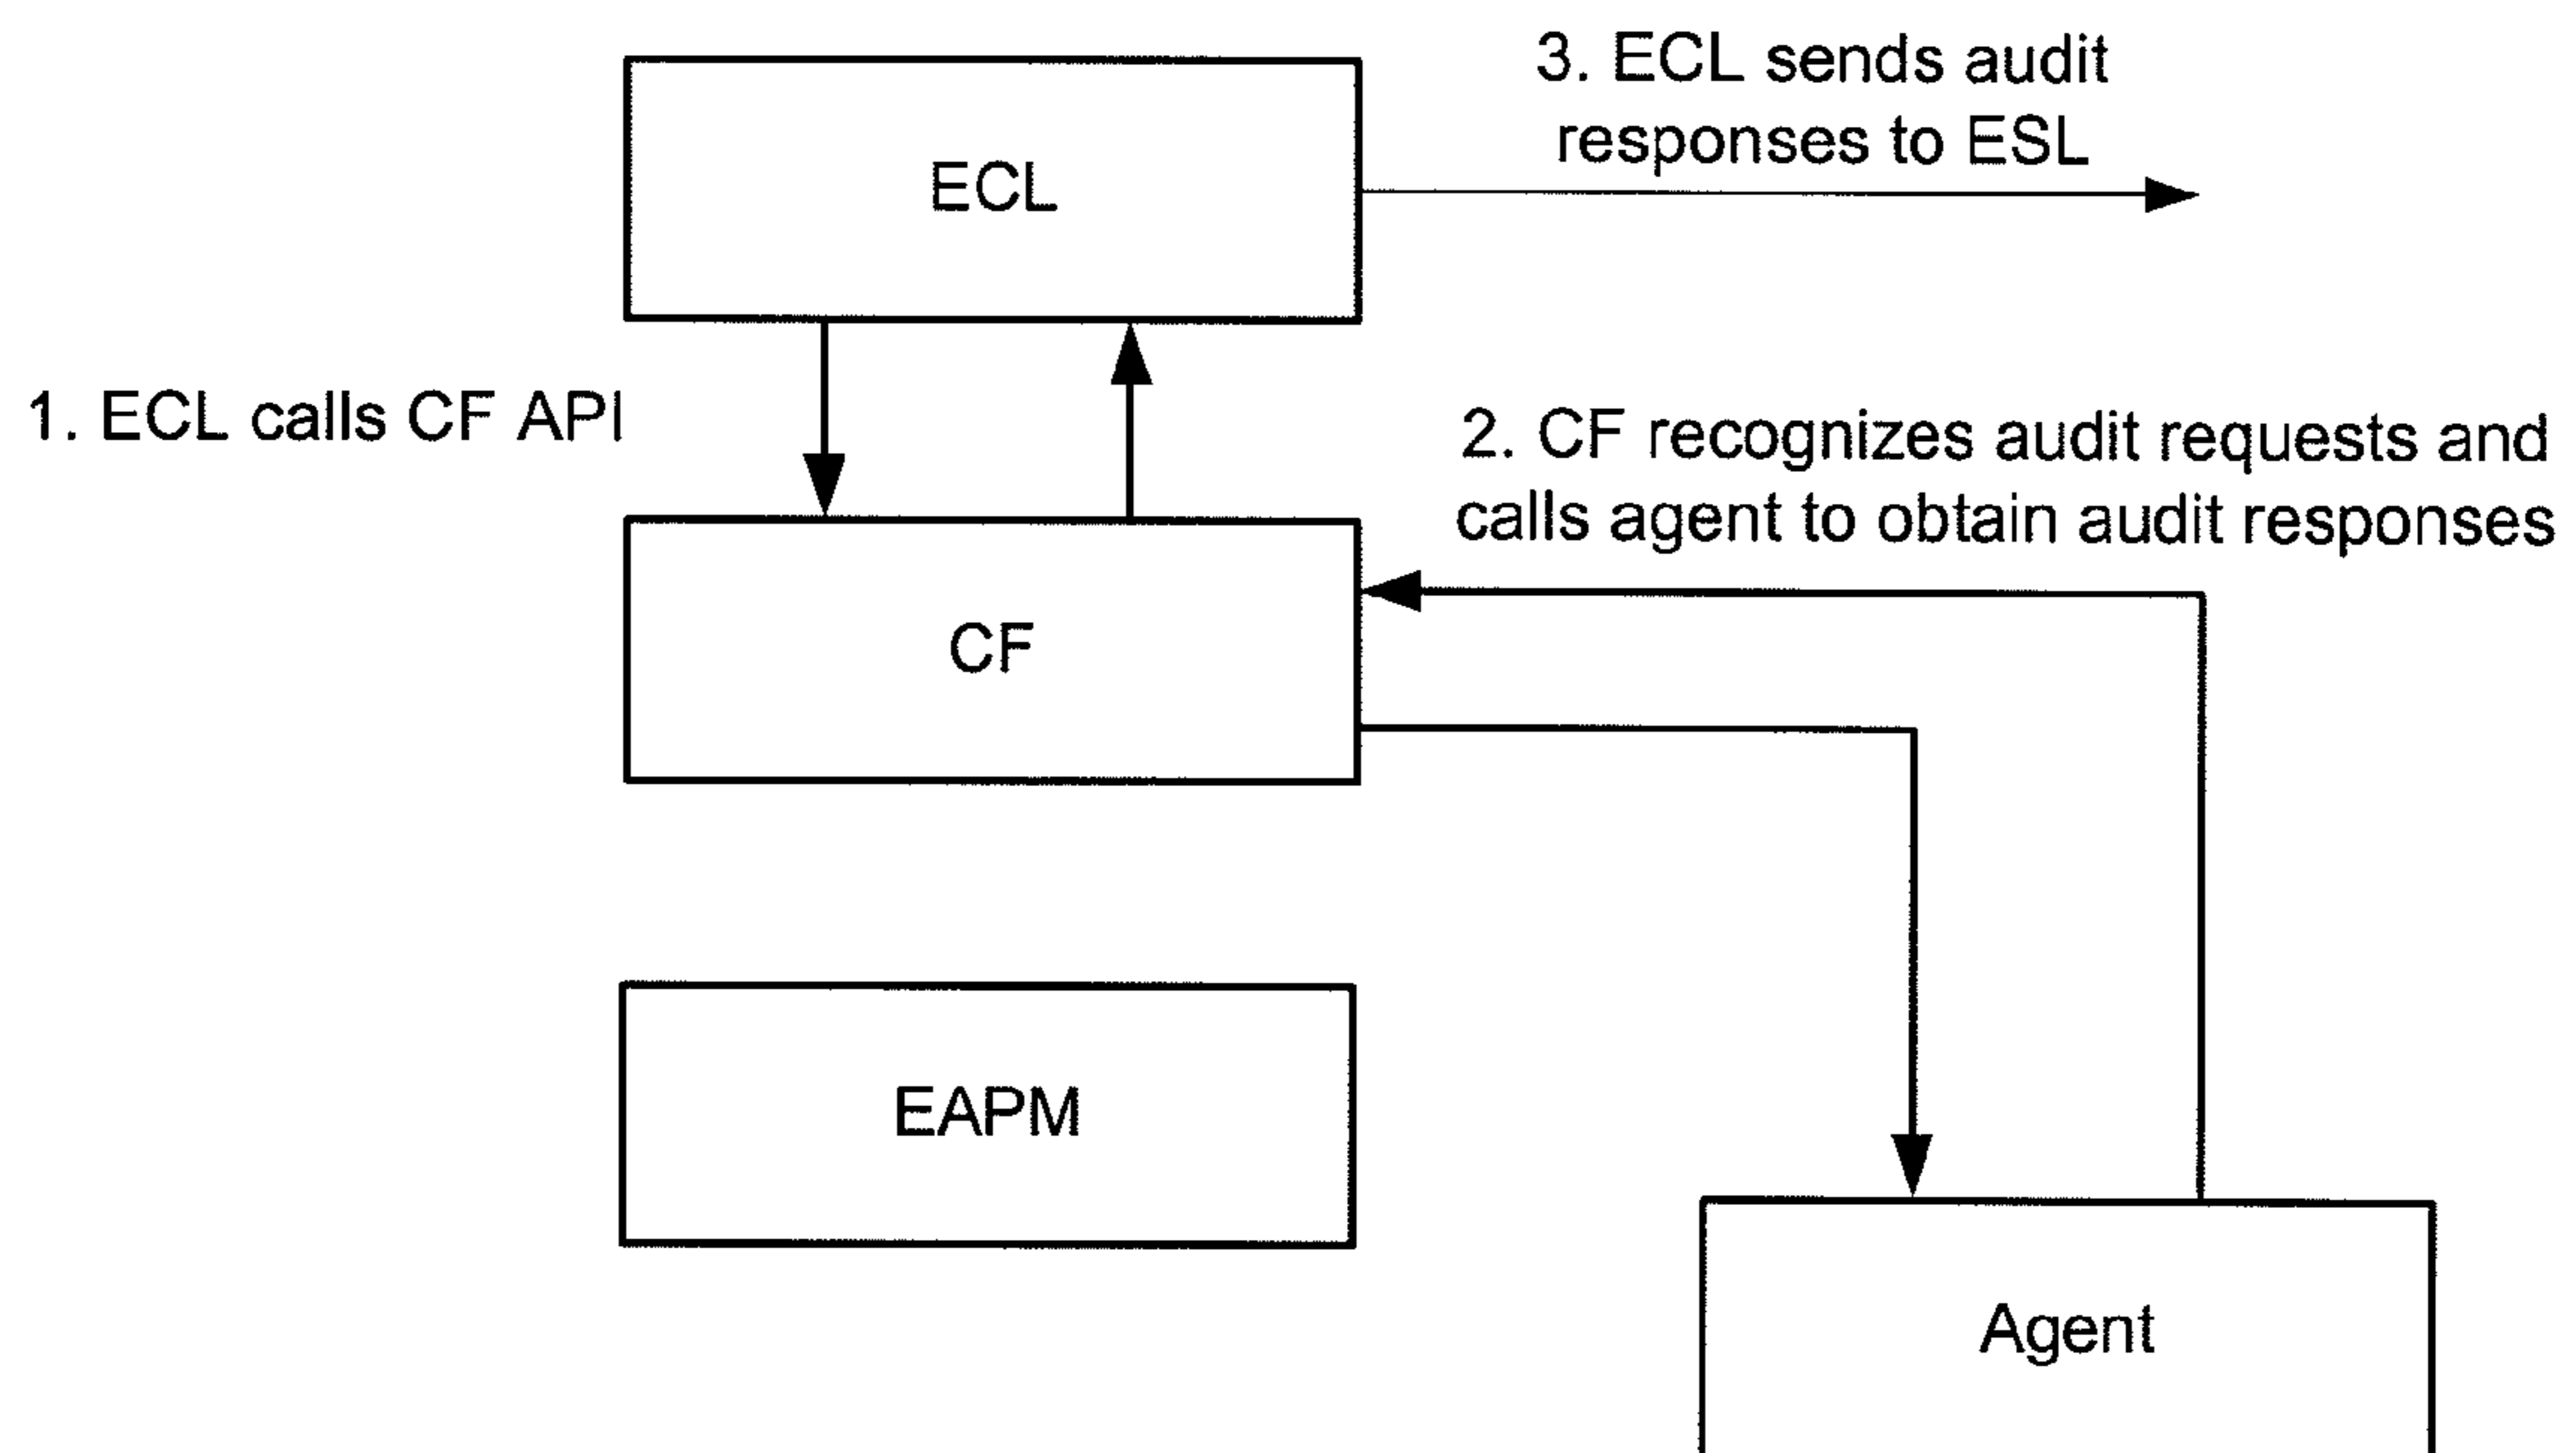 3. ECL sends audit
responses to ESL
ECL
1. ECL calls CF API
2. CF recognizes audit requests and
calls agent to obtain audit responses
CF
EAPM
Agent